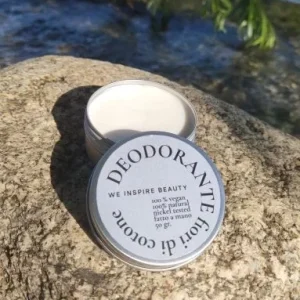 DEODORANTE
WE INSPIRE BEAUTY
100 % vegan
100% natural
nickel tested
fatto a mano
50 gr.
fiori di cotone